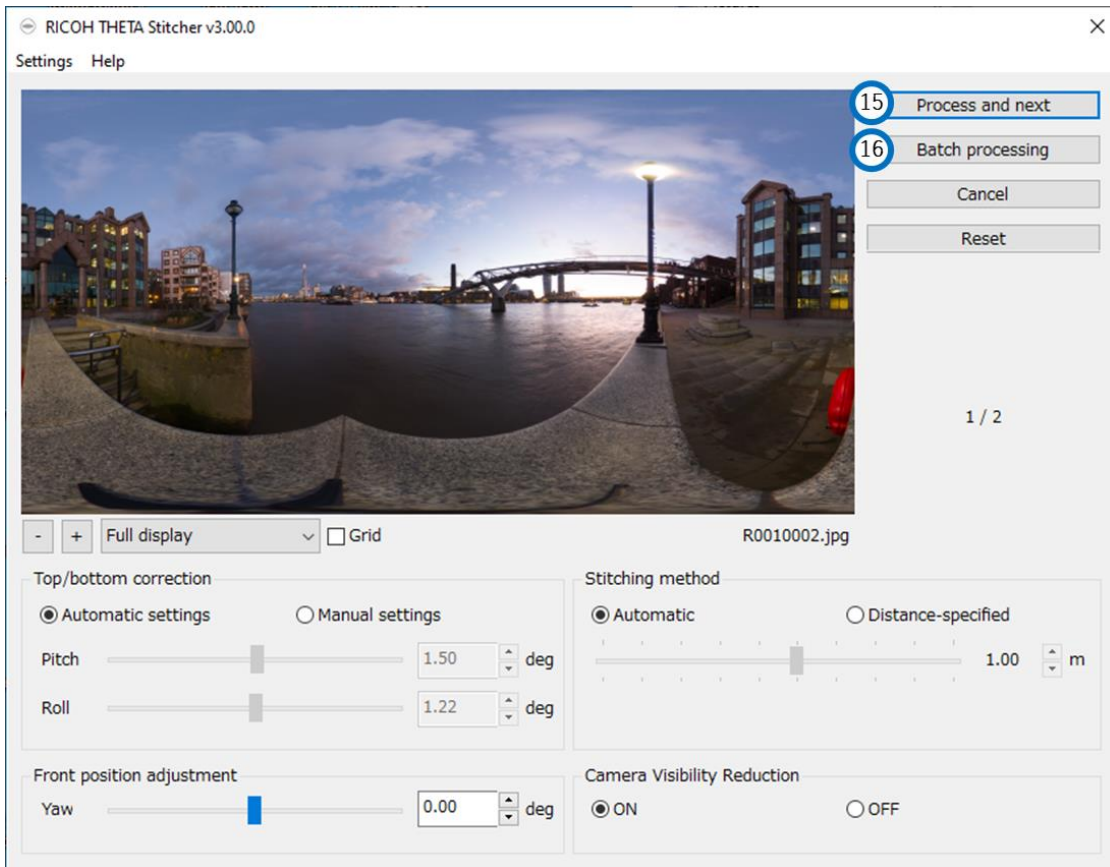 RICOH THETA Stitcher v3.00.0
Settings Help
15 Process and next
16 Batch processing
Cancel
Reset
1 / 2
- + Full display Grid R0010002.jpg
Top/bottom correction
Automatic settings Manual settings
Pitch 1.50 deg
Roll 1.22 deg
Stitching method
Automatic Distance-specified
1.00 m
Front position adjustment
Yaw 0.00 deg
Camera Visibility Reduction
ON OFF